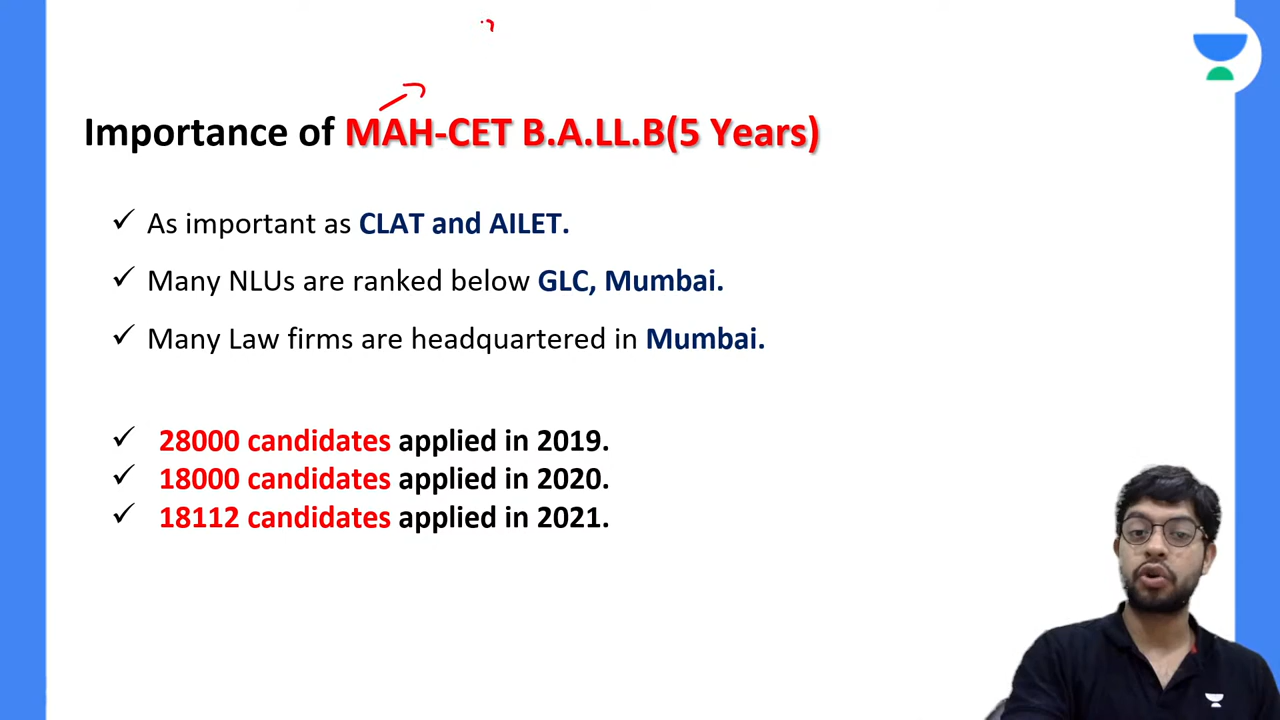 Importance of MAH-CET B.A.LL.B(5 Years)
✓ As important as CLAT and AILET.
✓ Many NLUs are ranked below GLC, Mumbai.
✓ Many Law firms are headquartered in Mumbai.
✓ 28000 candidates applied in 2019.
✓ 18000 candidates applied in 2020.
✓ 18112 candidates applied in 2021.